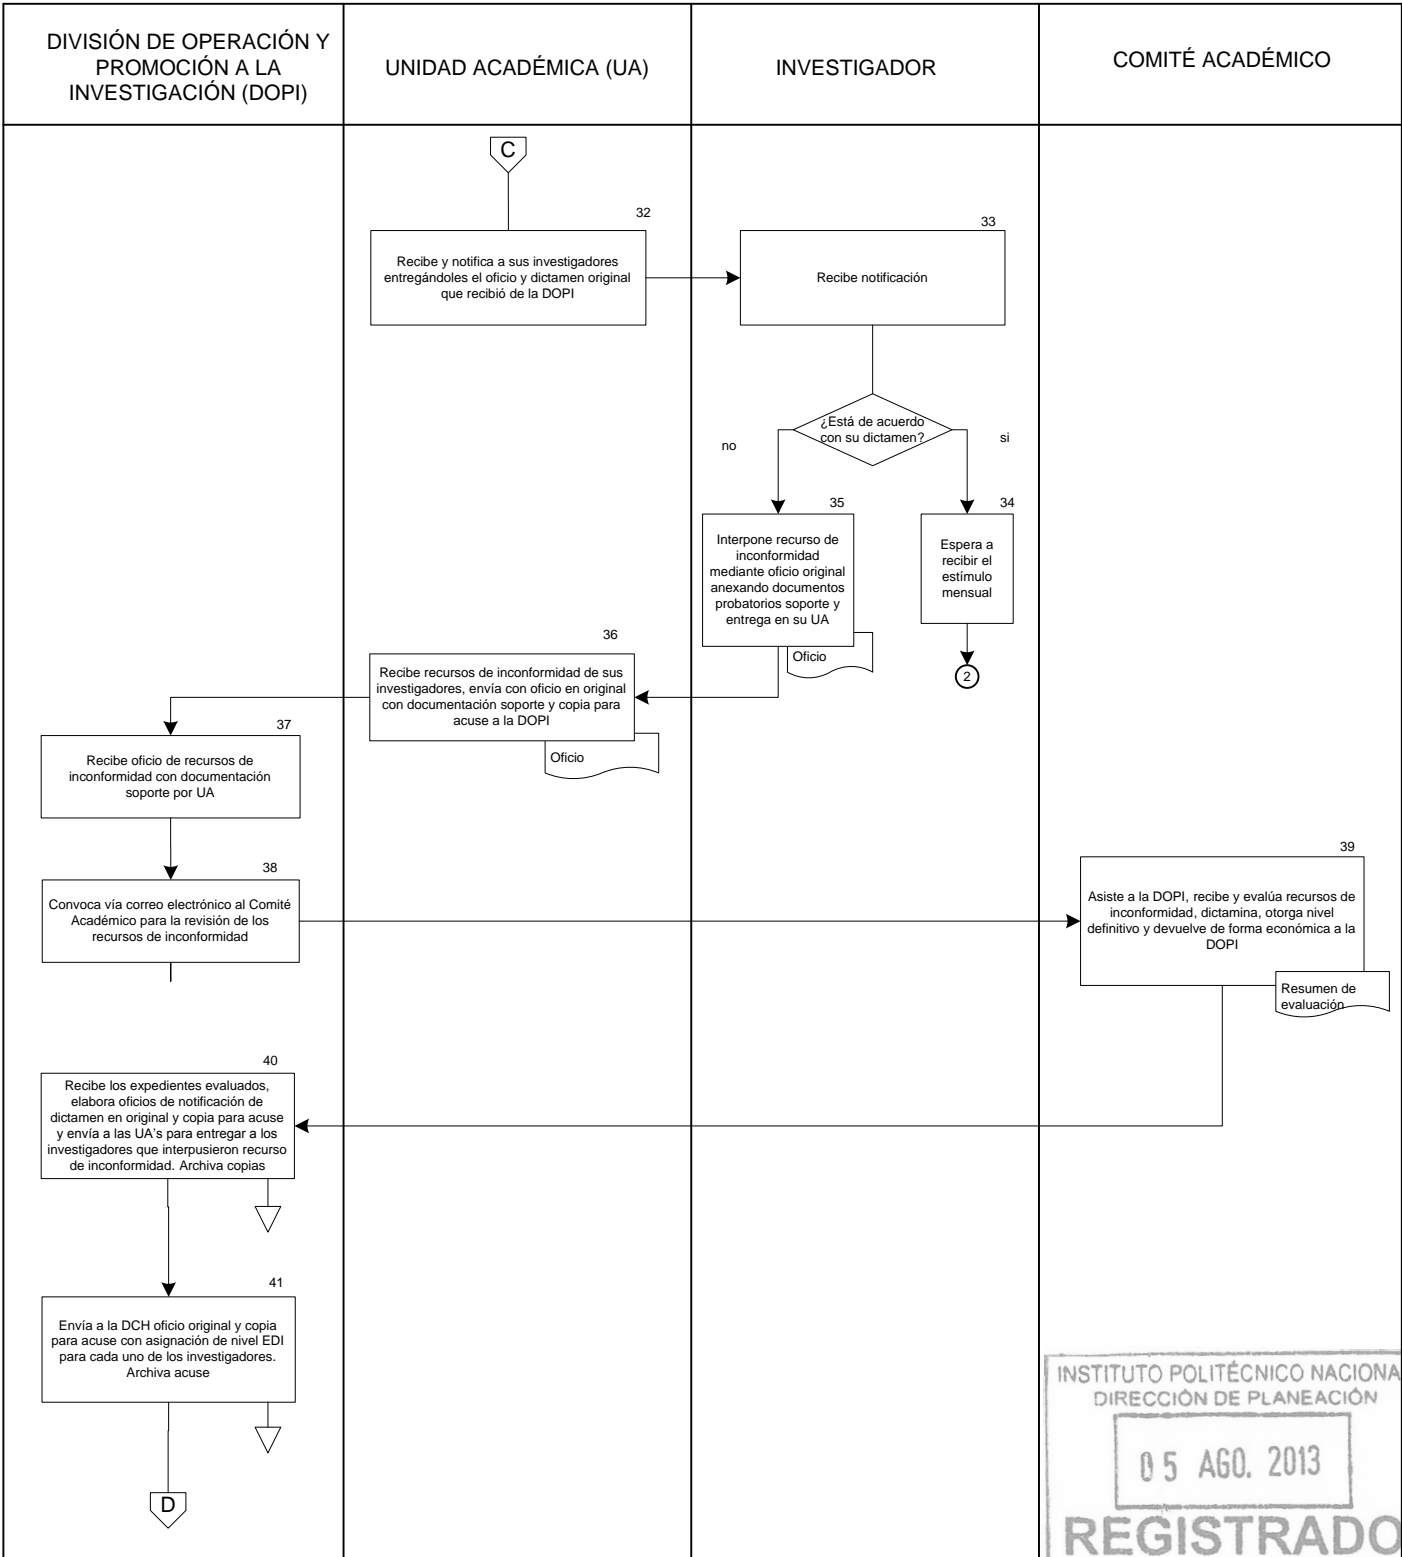 DIVISIÓN DE OPERACIÓN Y
PROMOCIÓN A LA
INVESTIGACIÓN (DOPI)
UNIDAD ACADÉMICA (UA)
INVESTIGADOR
COMITÉ ACADÉMICO
C
32
Recibe y notifica a sus investigadores
entregándoles el oficio y dictamen original
que recibió de la DOPI
33
Recibe notificación
¿Está de acuerdo
con su dictamen?
no
si
35
Interpone recurso de
inconformidad
mediante oficio original
anexando documentos
probatorios soporte y
entrega en su UA
Oficio
34
Espera a
recibir el
estímulo
mensual
2
36
Recibe recursos de inconformidad de sus
investigadores, envía con oficio en original
con documentación soporte y copia para
acuse a la DOPI
Oficio
37
Recibe oficio de recursos de
inconformidad con documentación
soporte por UA
38
Convoca vía correo electrónico al Comité
Académico para la revisión de los
recursos de inconformidad
39
Asiste a la DOPI, recibe y evalúa recursos de
inconformidad, dictamina, otorga nivel
definitivo y devuelve de forma económica a la
DOPI
Resumen de
evaluación
40
Recibe los expedientes evaluados,
elabora oficios de notificación de
dictamen en original y copia para acuse
y envía a las UA's para entregar a los
investigadores que interpusieron recurso
de inconformidad. Archiva copias
41
Envía a la DCH oficio original y copia
para acuse con asignación de nivel EDI
para cada uno de los investigadores.
Archiva acuse
D
INSTITUTO POLITÉCNICO NACIONA
DIRECCIÓN DE PLANEACIÓN
05 AGO. 2013
REGISTRADO